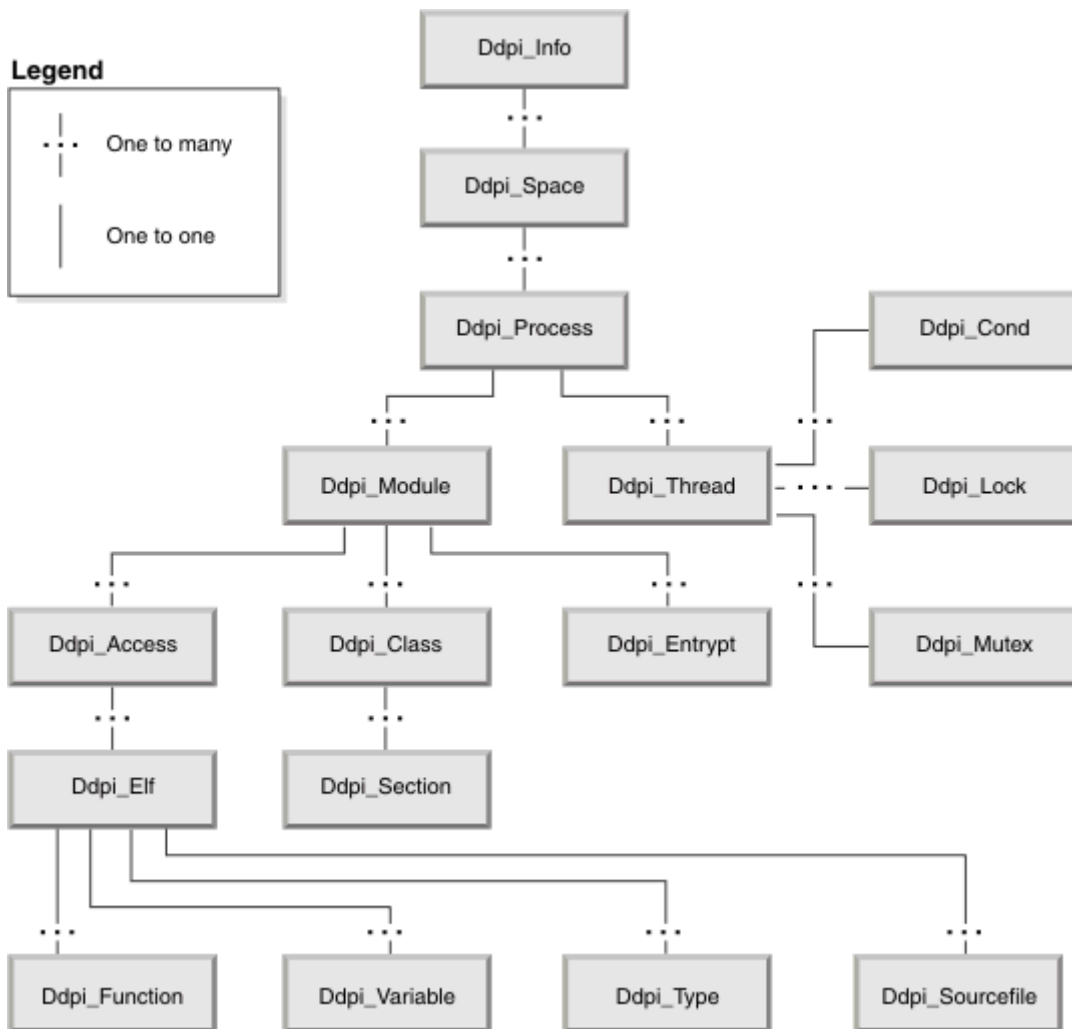 Ddpi_Info
Legend
One to many
One to one
Ddpi_Space
Ddpi_Process
Ddpi_Cond
Ddpi_Module
Ddpi_Thread
Ddpi_Lock
Ddpi_Access
Ddpi_Class
Ddpi_Entrypt
Ddpi_Mutex
Ddpi_Elf
Ddpi_Section
Ddpi_Function
Ddpi_Variable
Ddpi_Type
Ddpi_Sourcefile